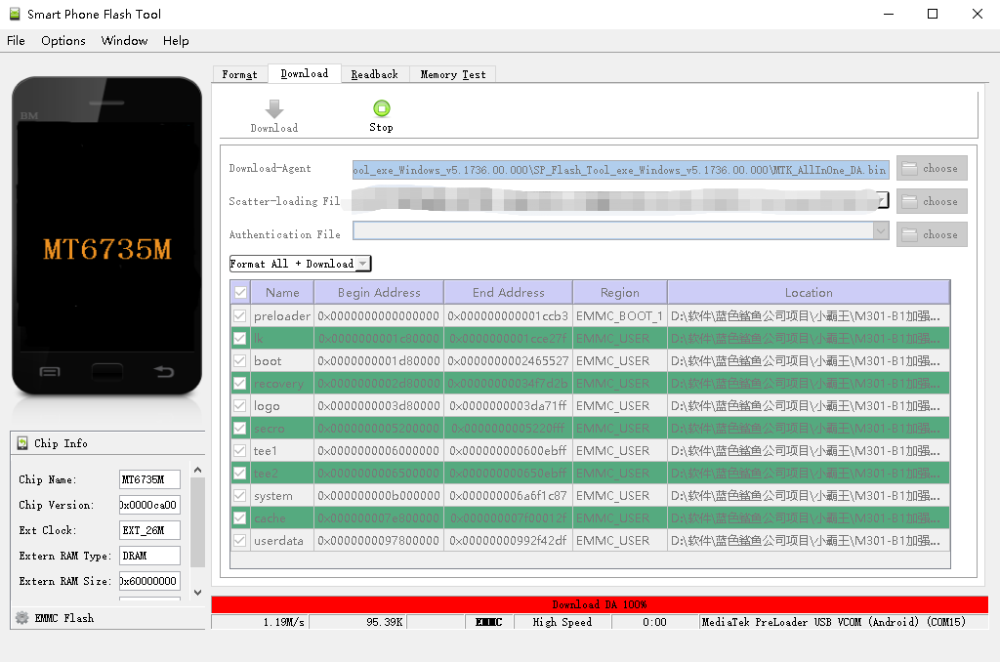 Smart Phone Flash Tool
File Options Window Help
BM
MT6735M
Format Download Readback Memory Test
Download Stop
Download-Agent ool_exe_Windows_v5.1736.00.000\SP_Flash_Tool_exe_Windows_v5.1736.00.000\MTK_AllInOne_DA.bin choose
Scatter-loading Fil choose
Authentication File choose
Format All + Download
Name Begin Address End Address Region Location
preloader 0x0000000000000000 0x000000000001ccb3 EMMC_BOOT_1 D:\软件\蓝色鲨鱼公司项目\小霸王\M301-B1加强...
lk 0x0000000001c80000 0x0000000001cce27f EMMC_USER D:\软件\蓝色鲨鱼公司项目\小霸王\M301-B1加强...
boot 0x0000000001d80000 0x0000000002465527 EMMC_USER D:\软件\蓝色鲨鱼公司项目\小霸王\M301-B1加强...
recovery 0x0000000002d80000 0x00000000034f7d2b EMMC_USER D:\软件\蓝色鲨鱼公司项目\小霸王\M301-B1加强...
logo 0x0000000003d80000 0x0000000003da71ff EMMC_USER D:\软件\蓝色鲨鱼公司项目\小霸王\M301-B1加强...
secro 0x0000000005200000 0x0000000005220fff EMMC_USER D:\软件\蓝色鲨鱼公司项目\小霸王\M301-B1加强...
tee1 0x0000000006000000 0x000000000600ebff EMMC_USER D:\软件\蓝色鲨鱼公司项目\小霸王\M301-B1加强...
tee2 0x0000000006500000 0x000000000650ebff EMMC_USER D:\软件\蓝色鲨鱼公司项目\小霸王\M301-B1加强...
system 0x000000000b000000 0x000000006a6f1c87 EMMC_USER D:\软件\蓝色鲨鱼公司项目\小霸王\M301-B1加强...
cache 0x000000007e800000 0x000000007f00012f EMMC_USER D:\软件\蓝色鲨鱼公司项目\小霸王\M301-B1加强...
userdata 0x0000000097800000 0x00000000992f42df EMMC_USER D:\软件\蓝色鲨鱼公司项目\小霸王\M301-B1加强...
Chip Info
Chip Name: MT6735M
Chip Version: 0x0000ca00
Ext Clock: EXT_26M
Extern RAM Type: DRAM
Extern RAM Size: 0x60000000
EMMC Flash
Download DA 100%
1.19M/s 95.39K EMMC High Speed 0:00 MediaTek PreLoader USB VCOM (Android) (COM15)